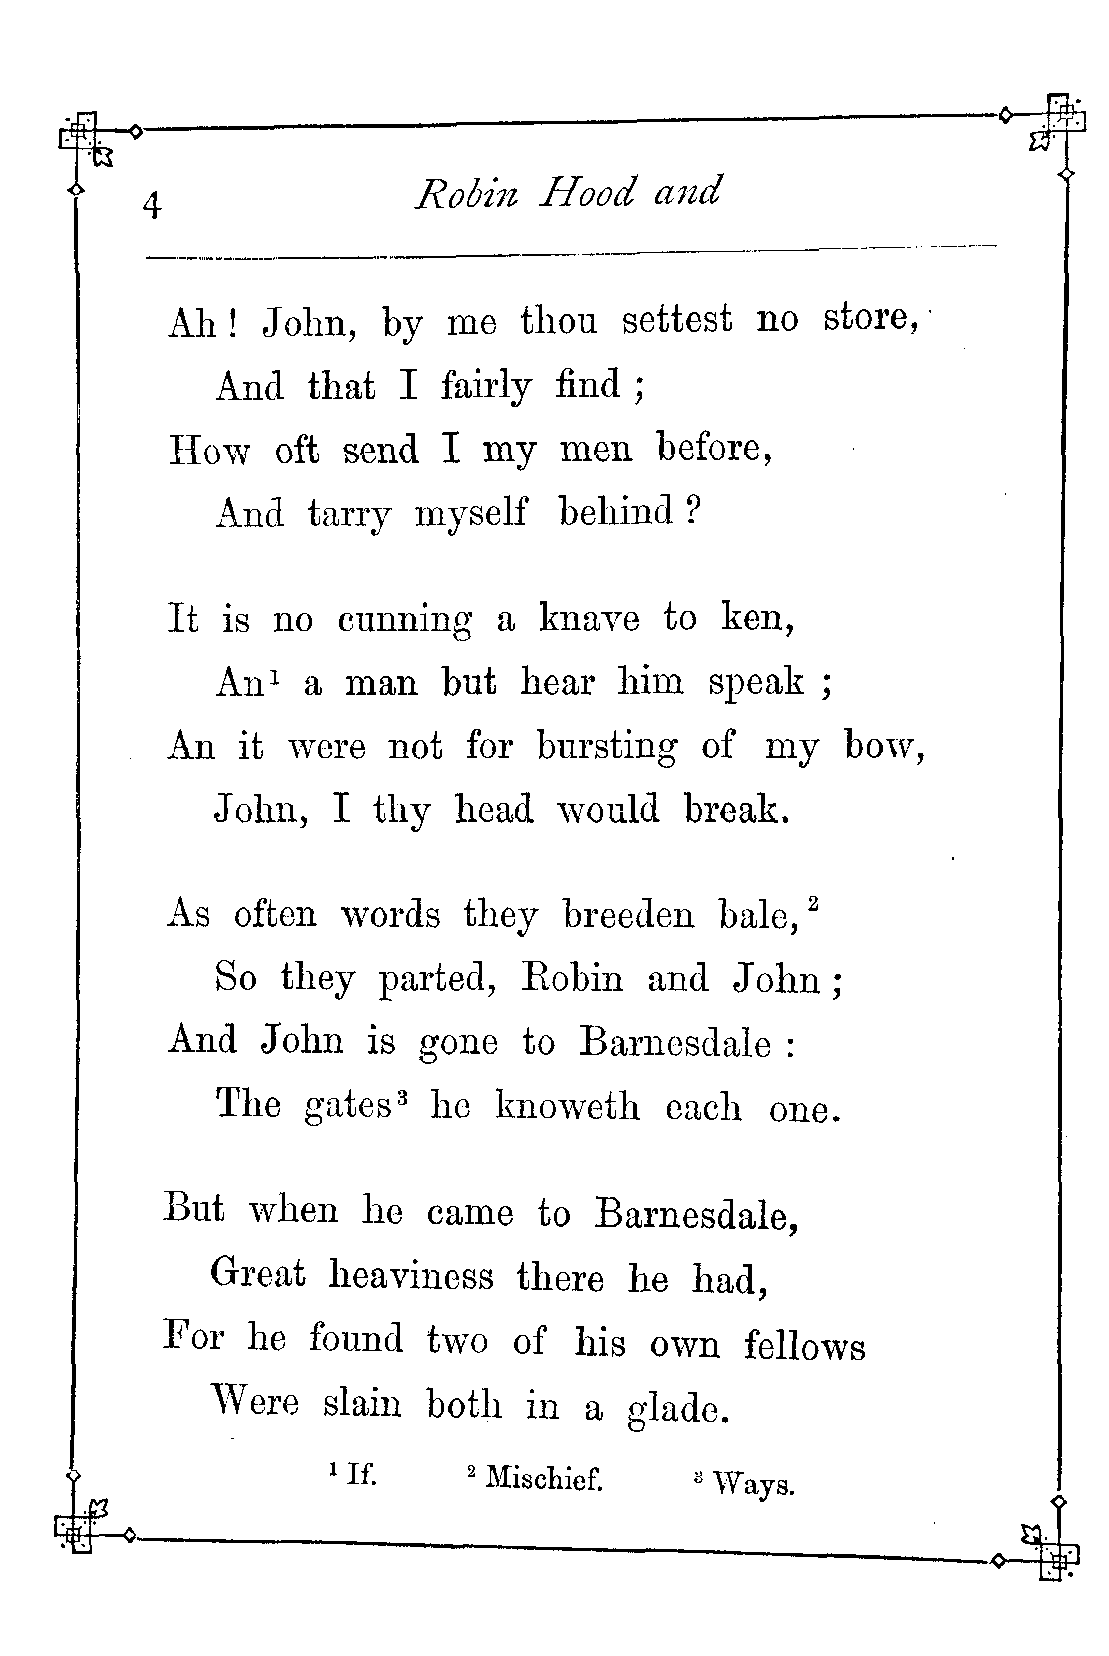 4 Robin Hood and
Ah! John, by me thou settest no store,
And that I fairly find;
How oft send I my men before,
And tarry myself behind?
It is no cunning a knave to ken,
An¹ a man but hear him speak;
An it were not for bursting of my bow,
John, I thy head would break.
As often words they breeden bale,²
So they parted, Robin and John;
And John is gone to Barnesdale:
The gates³ he knoweth each one.
But when he came to Barnesdale,
Great heaviness there he had,
For he found two of his own fellows
Were slain both in a glade.
¹ If. ² Mischief. ³ Ways.